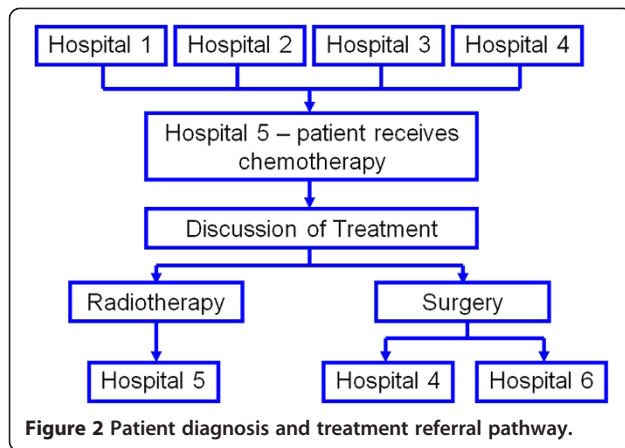 Hospital 1
Hospital 2
Hospital 3
Hospital 4
Hospital 5 – patient receives
chemotherapy
Discussion of Treatment
Radiotherapy
Surgery
Hospital 5
Hospital 4
Hospital 6
Figure 2 Patient diagnosis and treatment referral pathway.